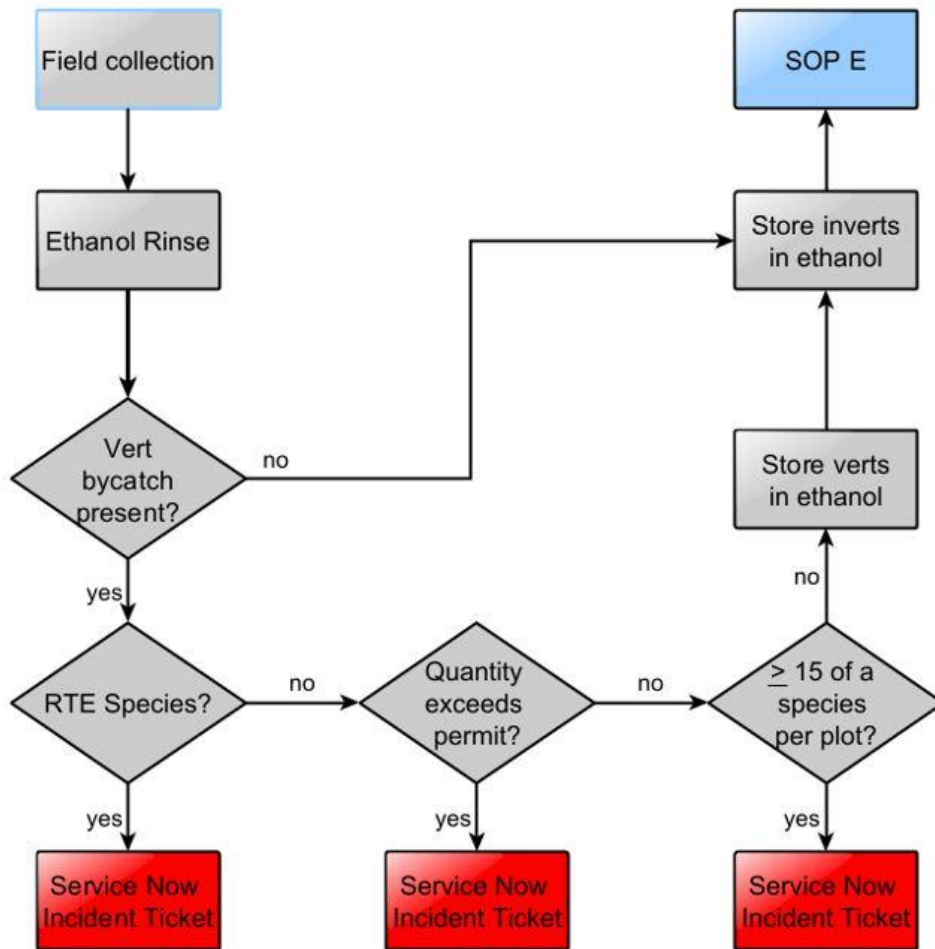 Field collection
SOP E
Ethanol Rinse
Store inverts
in ethanol
Vert
bycatch
present?
no
Store verts
in ethanol
yes
no
RTE Species?
no
Quantity
exceeds
permit?
no
≥ 15 of a
species
per plot?
yes
yes
yes
Service Now
Incident Ticket
Service Now
Incident Ticket
Service Now
Incident Ticket